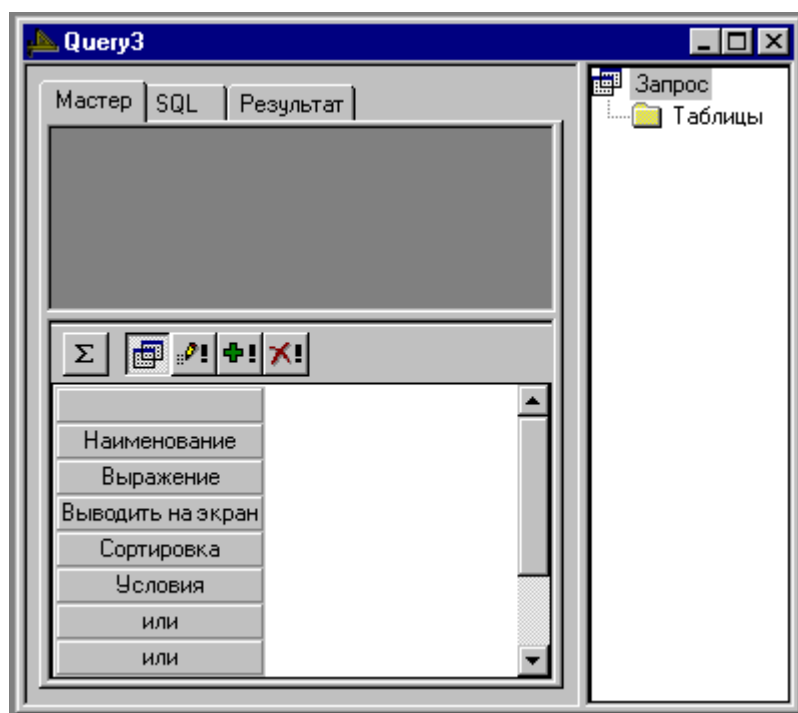 Query3
Мастер SQL Результат
Σ
Наименование
Выражение
Выводить на экран
Сортировка
Условия
или
или
Запрос
Таблицы